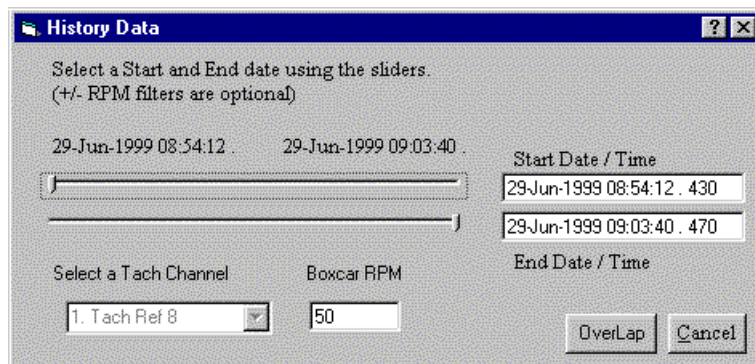 History Data
Select a Start and End date using the sliders.
(+/- RPM filters are optional)
29-Jun-1999 08:54:12 . 29-Jun-1999 09:03:40 .
Start Date / Time
29-Jun-1999 08:54:12 . 430
29-Jun-1999 09:03:40 . 470
End Date / Time
Select a Tach Channel Boxcar RPM
1. Tach Ref 8 50
OverLap Cancel